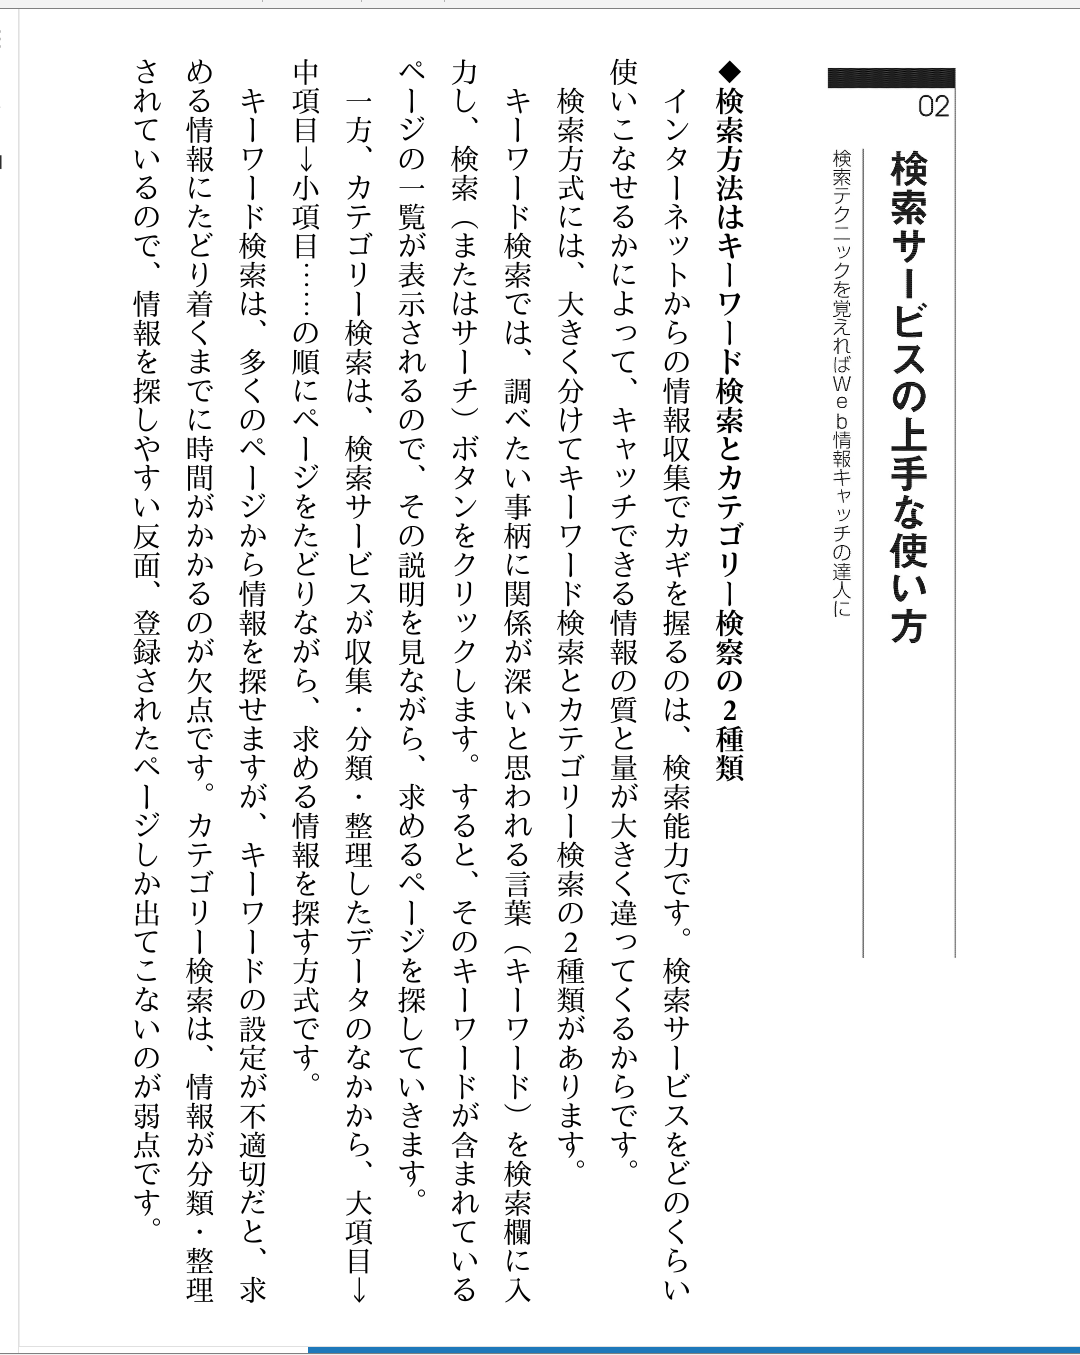 02
検索サービスの上手な使い方
検索テクニックを覚えればWeb情報キャッチの達人に
◆検索方法はキーワード検索とカテゴリー検察の2種類
インターネットからの情報収集でカギを握るのは、検索能力です。検索サービスをどのくらい
使いこなせるかによって、キャッチできる情報の質と量が大きく違ってくるからです。
検索方式には、大きく分けてキーワード検索とカテゴリー検索の2種類があります。
キーワード検索では、調べたい事柄に関係が深いと思われる言葉（キーワード）を検索欄に入
力し、検索（またはサーチ）ボタンをクリックします。すると、そのキーワードが含まれている
ページの一覧が表示されるので、その説明を見ながら、求めるページを探していきます。
一方、カテゴリー検索は、検索サービスが収集・分類・整理したデータのなかから、大項目→
中項目→小項目……の順にページをたどりながら、求める情報を探す方式です。
キーワード検索は、多くのページから情報を探せますが、キーワードの設定が不適切だと、求
める情報にたどり着くまでに時間がかかるのが欠点です。カテゴリー検索は、情報が分類・整理
されているので、情報を探しやすい反面、登録されたページしか出てこないのが弱点です。